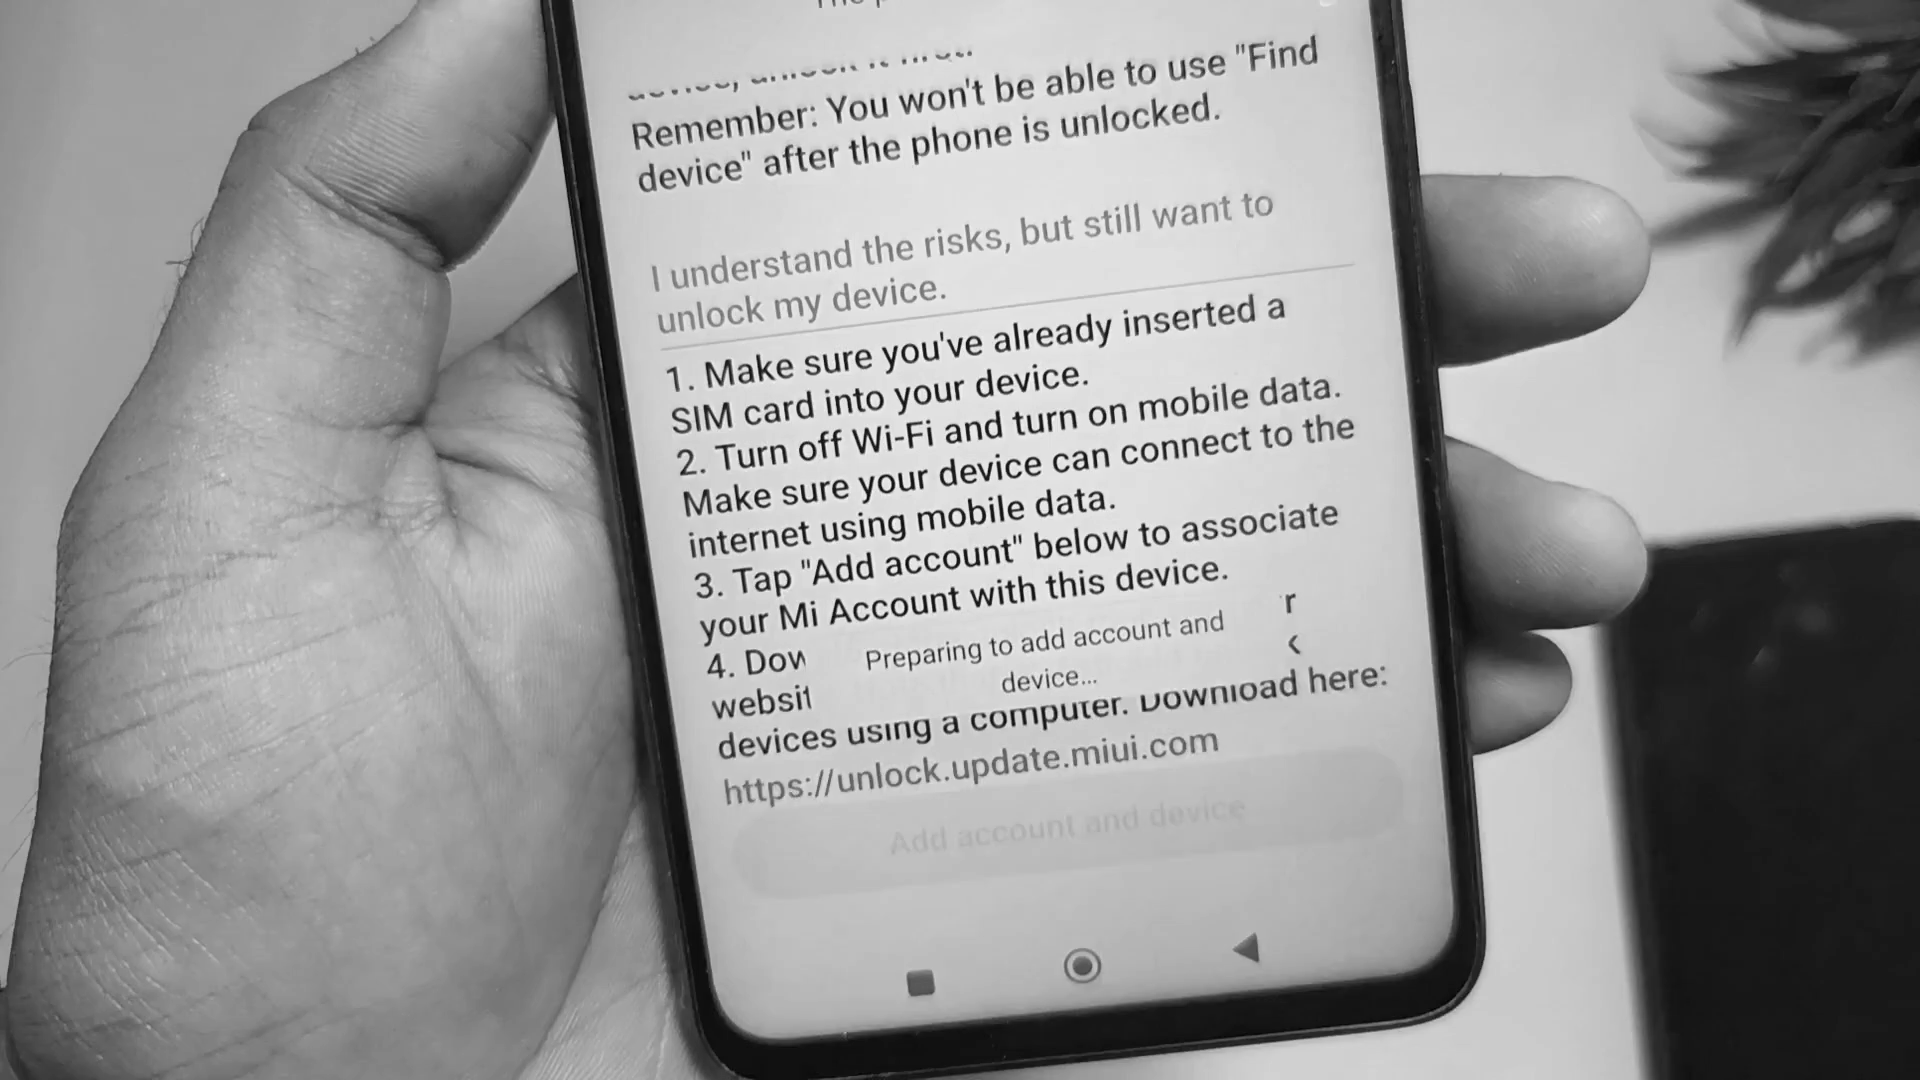 Remember: You won't be able to use "Find
device" after the phone is unlocked.
I understand the risks, but still want to
unlock my device.
1. Make sure you've already inserted a
SIM card into your device.
2. Turn off Wi-Fi and turn on mobile data.
Make sure your device can connect to the
internet using mobile data.
3. Tap "Add account" below to associate
your Mi Account with this device.
4.
Preparing to add account and
device...
devices using a computer. Download here:
https://unlock.update.miui.com
Add account and device